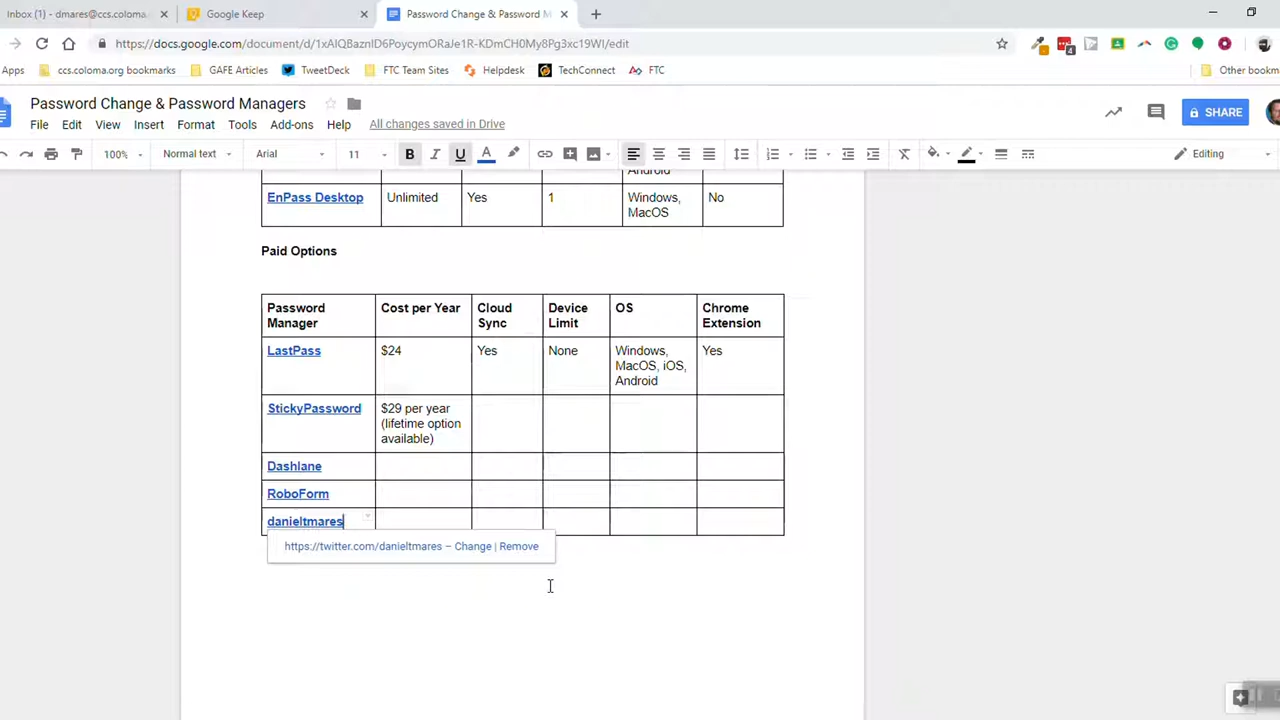 Inbox (1) - dmares@ccs.coloma.
Google Keep
Password Change & Password M
https://docs.google.com/document/d/1xAIQ8aznID6PoycymORaJe1R-KDmCH0My8Pg3xc19WI/edit
4
Apps
ccs.coloma.org bookmarks
GAFE Articles
TweetDeck
FTC Team Sites
Helpdesk
TechConnect
FTC
Other bookm
Password Change & Password Managers
File Edit View Insert Format Tools Add-ons Help All changes saved in Drive
SHARE
100% Normal text Arial 11 B I U A Editing
Android
EnPass Desktop Unlimited Yes 1 Windows, No
MacOS
Paid Options
Password Manager
Cost per Year
Cloud Sync
Device Limit
OS
Chrome Extension
LastPass $24 Yes None Windows, Yes
MacOS, iOS,
Android
StickyPassword $29 per year
(lifetime option
available)
Dashlane
RoboForm
danieltmares
https://twitter.com/danieltmares – Change | Remove